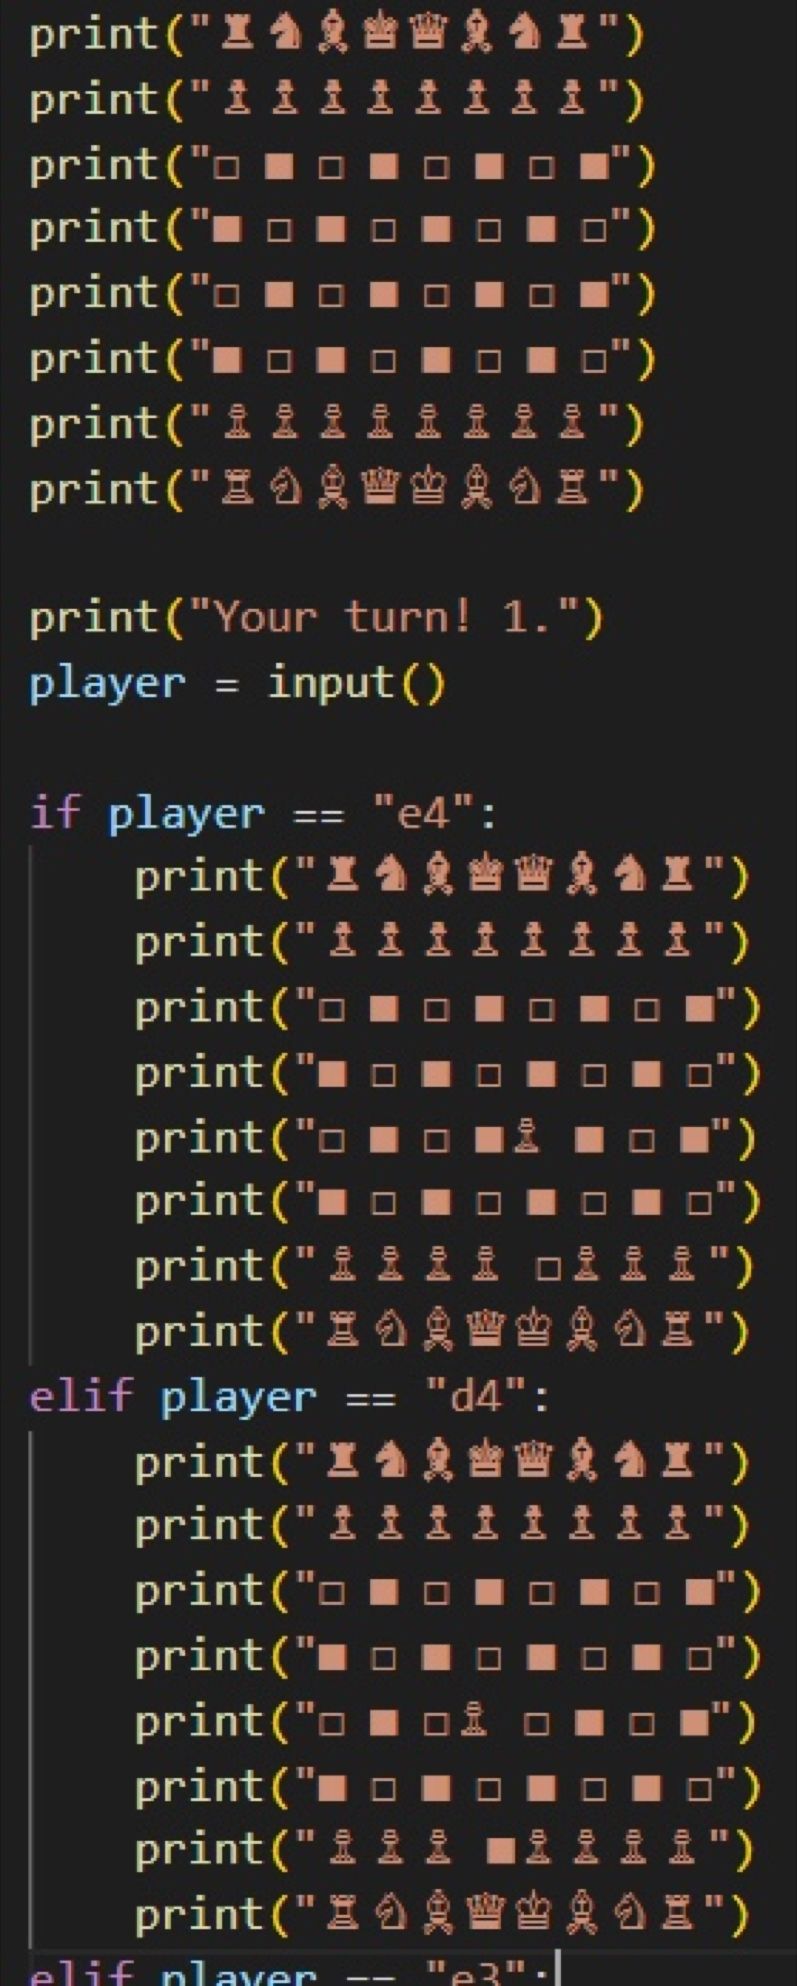 print("♜♞♝♚♛♝♞♜")
print("♟♟♟♟♟♟♟♟")
print("□ ■ □ ■ □ ■ □ ■")
print("■ □ ■ □ ■ □ ■ □")
print("□ ■ □ ■ □ ■ □ ■")
print("■ □ ■ □ ■ □ ■ □")
print("♙♙♙♙♙♙♙♙")
print("♖♘♗♕♔♗♘♖")
print("Your turn! 1.")
player = input()
if player == "e4":
    print("♜♞♝♚♛♝♞♜")
    print("♟♟♟♟♟♟♟♟")
    print("□ ■ □ ■ □ ■ □ ■")
    print("■ □ ■ □ ■ □ ■ □")
    print("□ ■ □ ■♙ ■ □ ■")
    print("■ □ ■ □ ■ □ ■ □")
    print("♙♙♙♙ □♙♙♙")
    print("♖♘♗♕♔♗♘♖")
elif player == "d4":
    print("♜♞♝♚♛♝♞♜")
    print("♟♟♟♟♟♟♟♟")
    print("□ ■ □ ■ □ ■ □ ■")
    print("■ □ ■ □ ■ □ ■ □")
    print("□ ■ □♙ □ ■ □ ■")
    print("■ □ ■ □ ■ □ ■ □")
    print("♙♙♙ ■♙♙♙♙")
    print("♖♘♗♕♔♗♘♖")
elif player == "e3":